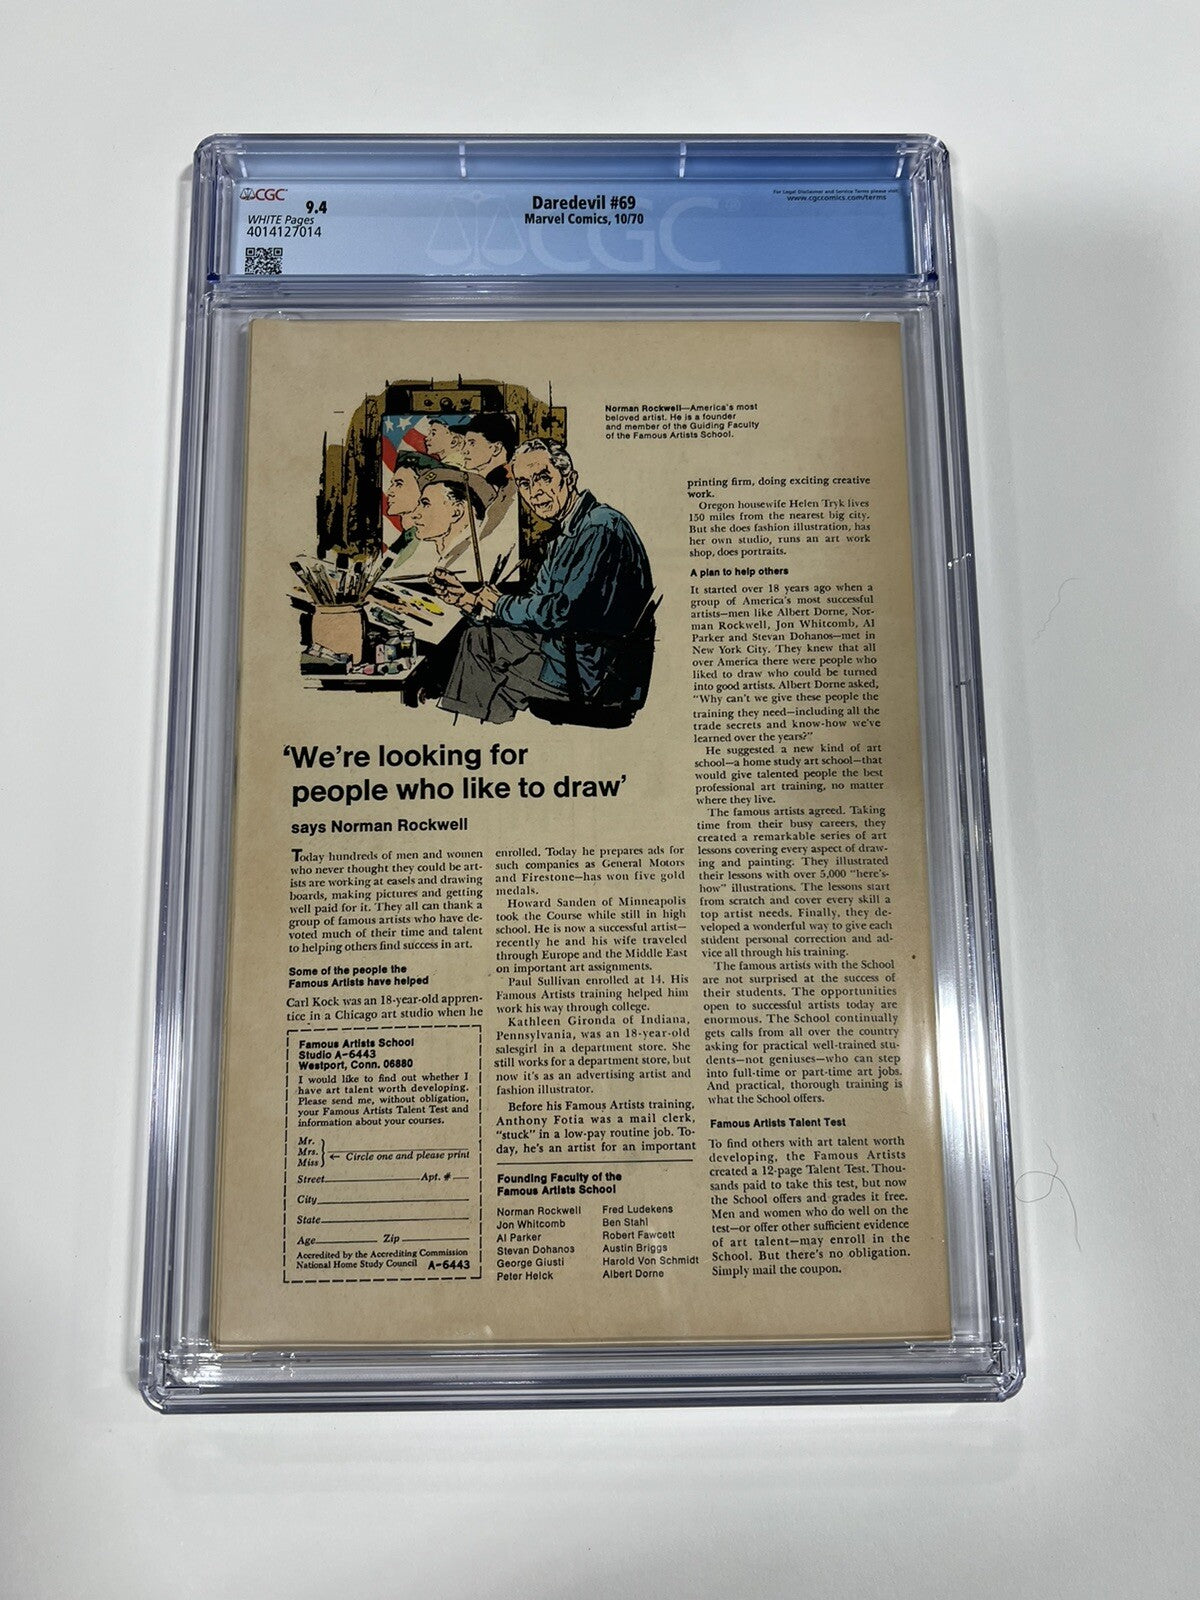 CGC
9.4
WHITE Pages
4014127014
Daredevil #69
Marvel Comics, 10/70
For Legal Disclaimer and Service Terms please visit
www.cgccomics.com/terms
CGC
Norman Rockwell—America's most
beloved artist. He is a founder
and member of the Guiding Faculty
of the Famous Artists School.
'We're looking for
people who like to draw'
says Norman Rockwell
Today hundreds of men and women
who never thought they could be art-
ists are working at easels and drawing
boards, making pictures and getting
well paid for it. They all can thank a
group of famous artists who have de-
voted much of their time and talent
to helping others find success in art.
Some of the people the
Famous Artists have helped
Carl Kock was an 18-year-old appren-
tice in a Chicago art studio when he
enrolled. Today he prepares ads for
such companies as General Motors
and Firestone—has won five gold
medals.
Howard Sanden of Minneapolis
took the Course while still in high
school. He is now a successful artist—
recently he and his wife traveled
through Europe and the Middle East
on important art assignments.
Paul Sullivan enrolled at 14. His
Famous Artists training helped him
work his way through college.
Kathleen Gironda of Indiana,
Pennsylvania, was an 18-year-old
salesgirl in a department store. She
still works for a department store, but
now it's as an advertising artist and
fashion illustrator.
Before his Famous Artists training,
Anthony Fotia was a mail clerk,
"stuck" in a low-pay routine job. To-
day, he's an artist for an important
printing firm, doing exciting creative
work.
Oregon housewife Helen Tryk lives
150 miles from the nearest big city.
But she does fashion illustration, has
her own studio, runs an art work
shop, does portraits.
A plan to help others
It started over 18 years ago when a
group of America's most successful
artists—men like Albert Dorne, Nor-
man Rockwell, Jon Whitcomb, Al
Parker and Stevan Dohanos—met in
New York City. They knew that all
over America there were people who
liked to draw who could be turned
into good artists. Albert Dorne asked,
"Why can't we give these people the
training they need—including all the
trade secrets and know-how we've
learned over the years?"
He suggested a new kind of art
school—a home study art school—that
would give talented people the best
professional art training, no matter
where they live.
The famous artists agreed. Taking
time from their busy careers, they
created a remarkable series of art
lessons covering every aspect of draw-
ing and painting. They illustrated
their lessons with over 5,000 "here's-
how" illustrations. The lessons start
from scratch and cover every skill a
top artist needs. Finally, they de-
veloped a wonderful way to give each
student personal correction and ad-
vice all through his training.
The famous artists with the School
are not surprised at the success of
their students. The opportunities
open to successful artists today are
enormous. The School continually
gets calls from all over the country
asking for practical well-trained stu-
dents—not geniuses—who can step
into full-time or part-time art jobs.
And practical, thorough training is
what the School offers.
Famous Artists Talent Test
To find others with art talent worth
developing, the Famous Artists
created a 12-page Talent Test. Thou-
sands paid to take this test, but now
the School offers and grades it free.
Men and women who do well on the
test—or offer other sufficient evidence
of art talent—may enroll in the
School. But there's no obligation.
Simply mail the coupon.
Famous Artists School
Studio A-6443
Westport, Conn. 06880
I would like to find out whether I
have art talent worth developing.
Please send me, without obligation,
your Famous Artists Talent Test and
information about your courses.
Mr.
Mrs. ← Circle one and please print
Miss
Street Apt. #
City
State
Age Zip
Accredited by the Accrediting Commission
National Home Study Council A-6443
Founding Faculty of the
Famous Artists School
Norman Rockwell
Jon Whitcomb
Al Parker
Stevan Dohanos
George Giusti
Peter Helck
Fred Ludekens
Ben Stahl
Robert Fawcett
Austin Briggs
Harold Von Schmidt
Albert Dorne